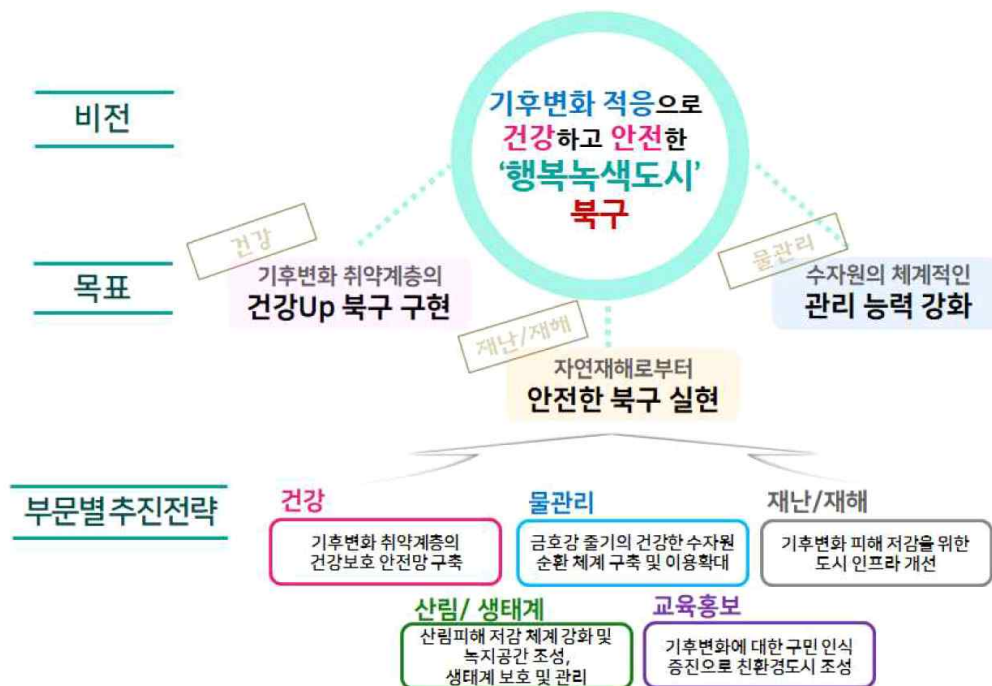 비전
기후변화 적응으로
건강하고 안전한
‘행복녹색도시’
북구
목표
건강
기후변화 취약계층의
건강Up 북구 구현
재난/재해
자연재해로부터
안전한 북구 실현
물관리
수자원의 체계적인
관리 능력 강화
부문별 추진전략
건강
기후변화 취약계층의
건강보호 안전망 구축
물관리
금호강 줄기의 건강한 수자원
순환 체계 구축 및 이용확대
재난/재해
기후변화 피해 저감을 위한
도시 인프라 개선
산림/ 생태계
산림피해 저감 체계 강화 및
녹지공간 조성,
생태계 보호 및 관리
교육홍보
기후변화에 대한 구민 인식
증진으로 친환경도시 조성